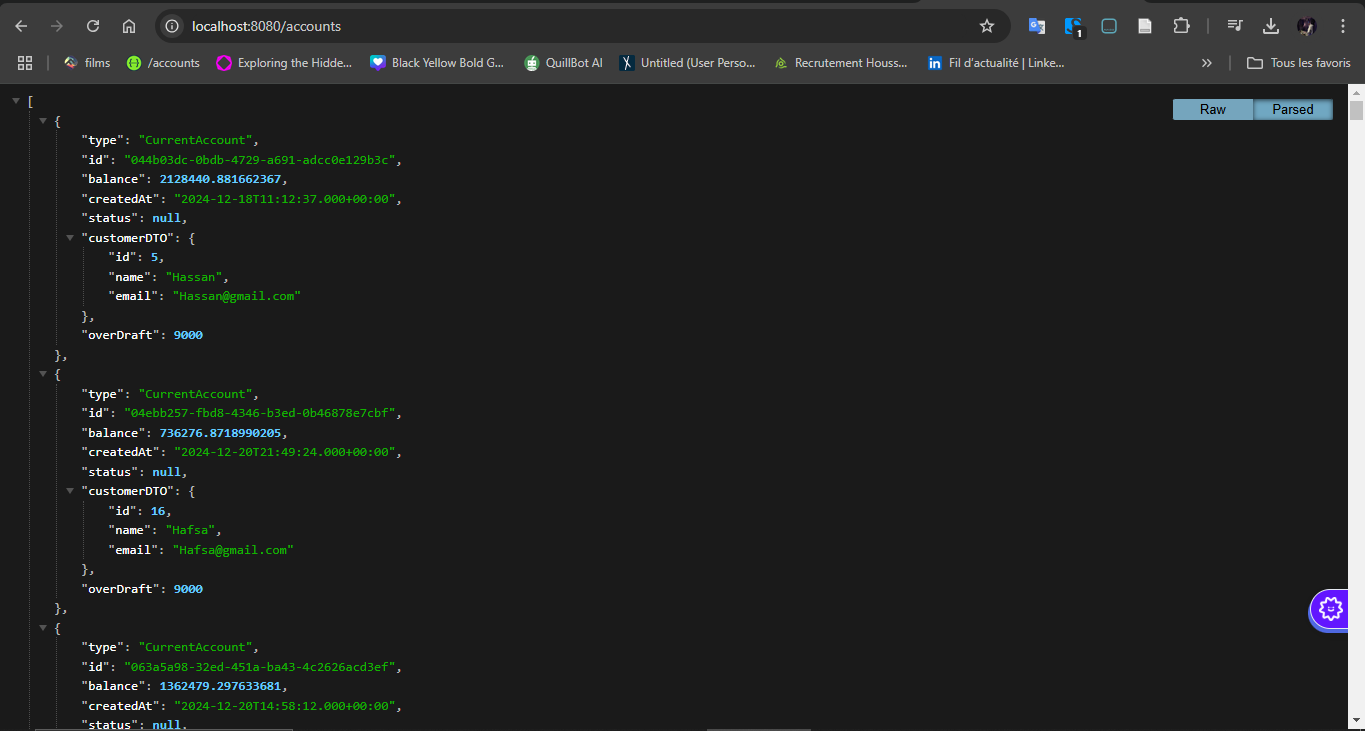 localhost:8080/accounts
1
films
/accounts
Exploring the Hidde...
Black Yellow Bold G...
QuillBot AI
Untitled (User Perso...
Recrutement Houss...
Fil d'actualité | Linke...
Tous les favoris
Raw
Parsed
[
{
"type": "CurrentAccount",
"id": "044b03dc-0bdb-4729-a691-adcc0e129b3c",
"balance": 2128440.881662367,
"createdAt": "2024-12-18T11:12:37.000+00:00",
"status": null,
"customerDTO": {
"id": 5,
"name": "Hassan",
"email": "Hassan@gmail.com"
},
"overDraft": 9000
},
{
"type": "CurrentAccount",
"id": "04ebb257-fbd8-4346-b3ed-0b46878e7cbf",
"balance": 736276.8718990205,
"createdAt": "2024-12-20T21:49:24.000+00:00",
"status": null,
"customerDTO": {
"id": 16,
"name": "Hafsa",
"email": "Hafsa@gmail.com"
},
"overDraft": 9000
},
{
"type": "CurrentAccount",
"id": "063a5a98-32ed-451a-ba43-4c2626acd3ef",
"balance": 1362479.297633681,
"createdAt": "2024-12-20T14:58:12.000+00:00",
"status": null,